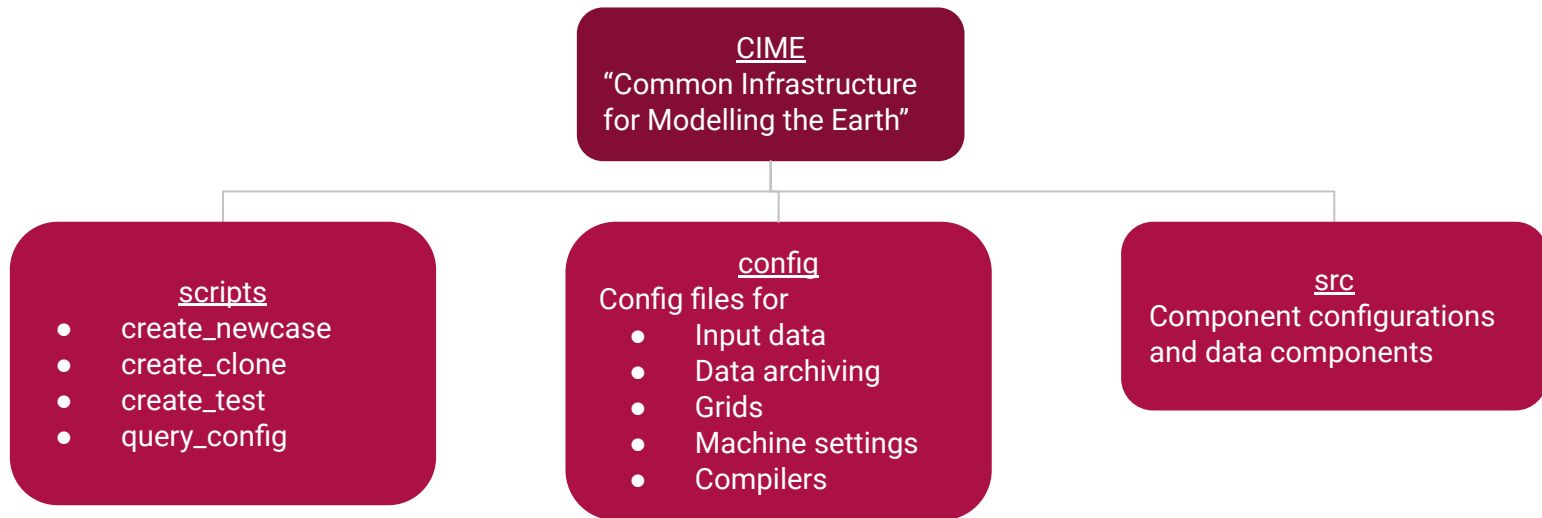 CIME
“Common Infrastructure
for Modelling the Earth”
scripts
● create_newcase
● create_clone
● create_test
● query_config
config
Config files for
● Input data
● Data archiving
● Grids
● Machine settings
● Compilers
src
Component configurations
and data components